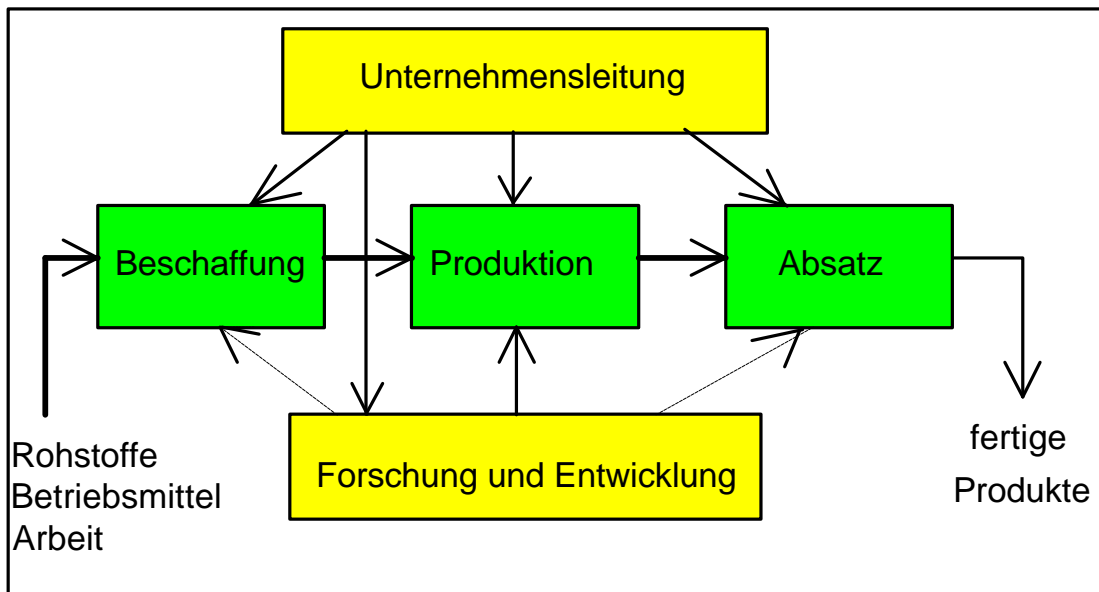 Unternehmensleitung
Beschaffung
Produktion
Absatz
Forschung und Entwicklung
Rohstoffe
Betriebsmittel
Arbeit
fertige
Produkte